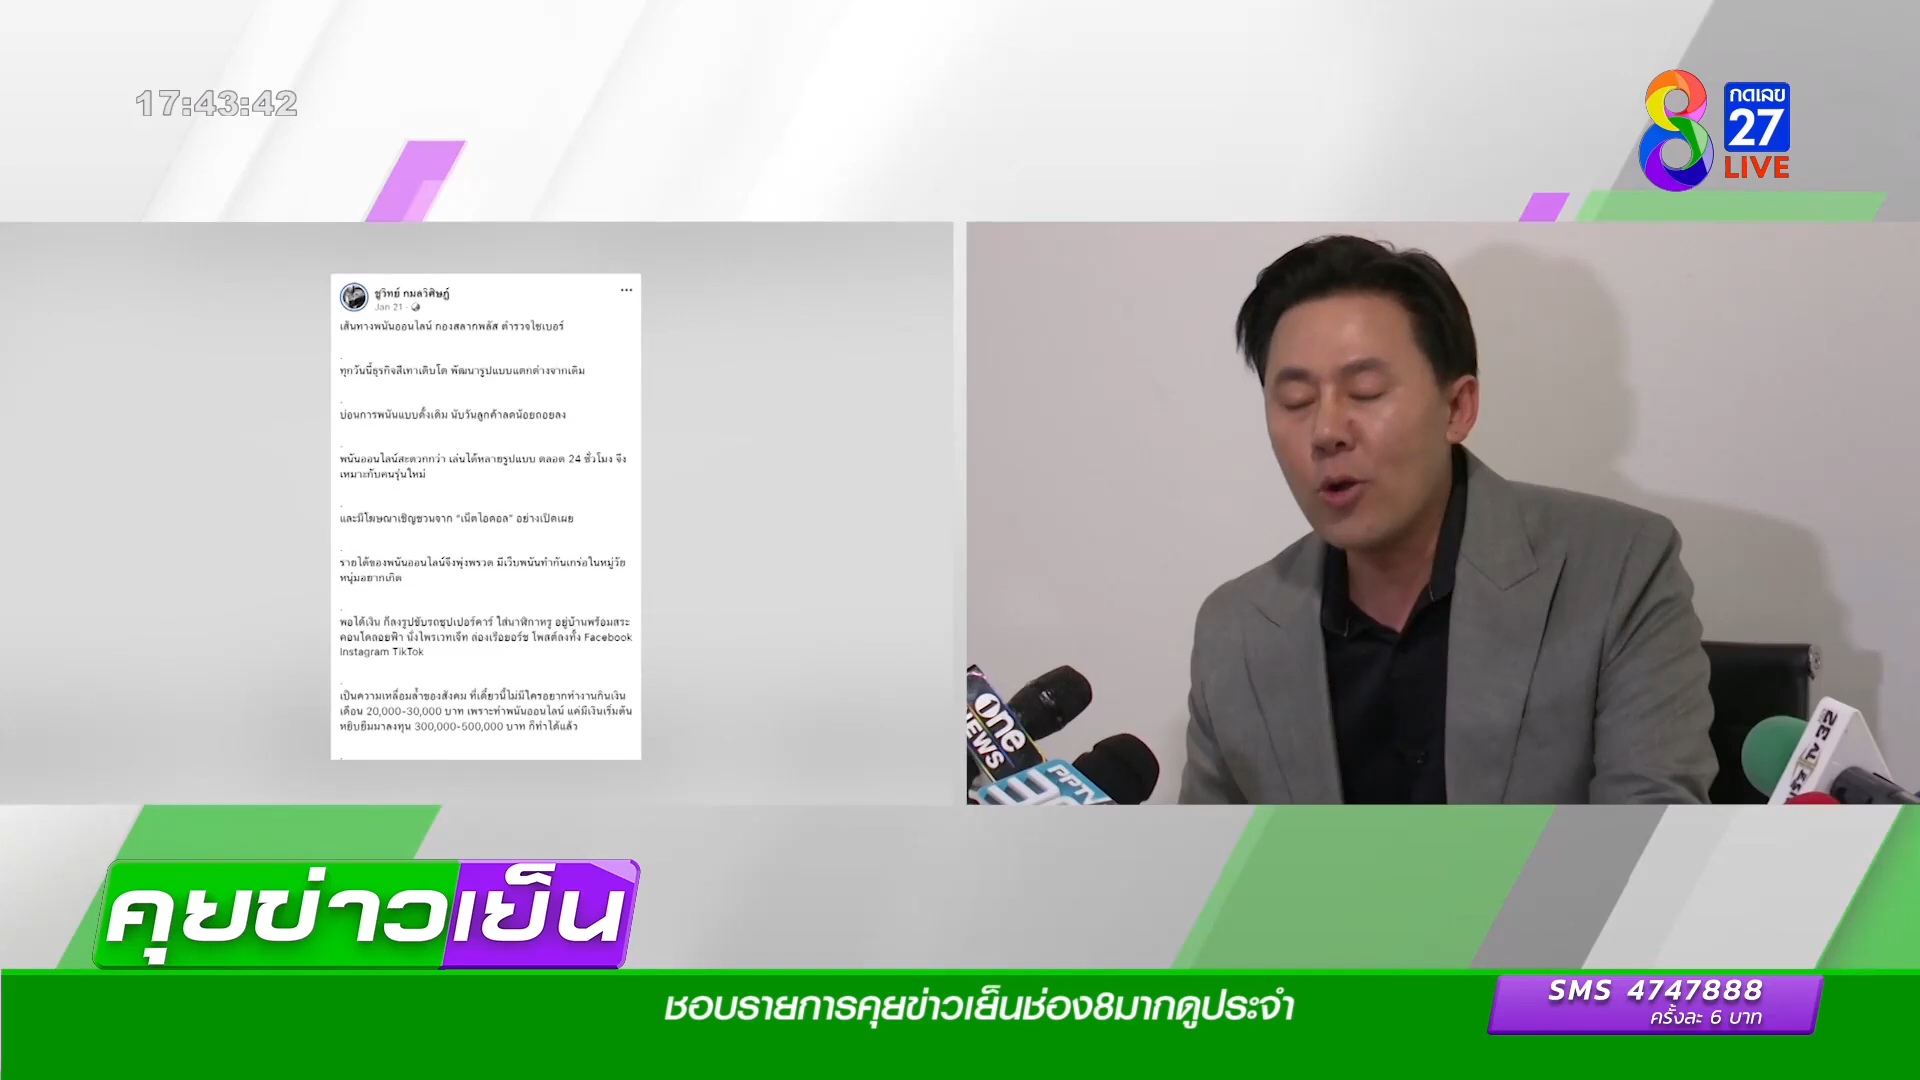 17:43:42
8
กดเลข
27
LIVE
ชูวิทย์ กมลวิศิษฎ์
Jan 21
เส้นทางพนันออนไลน์ กองสลากพลัส ตำรวจไซเบอร์
.
ทุกวันนี้ธุรกิจสีเทาเติบโต พัฒนารูปแบบแตกต่างจากเดิม
.
บ่อนการพนันแบบดั้งเดิม นับวันลูกค้าลดน้อยถอยลง
.
พนันออนไลน์สะดวกกว่า เล่นได้หลายรูปแบบ ตลอด 24 ชั่วโมง จึง
เหมาะกับคนรุ่นใหม่
.
และมีโฆษณาเชิญชวนจาก "เน็ตไอดอล" อย่างเปิดเผย
.
รายได้ของพนันออนไลน์จึงพุ่งพรวด มีเว็บพนันทำกันเกร่อในหมู่วัย
หนุ่มอยากเกิด
.
พอได้เงิน ก็ลงรูปขับรถซุปเปอร์คาร์ ใส่นาฬิกาหรู อยู่บ้านพร้อมสระ
คอนโดลอยฟ้า นั่งไพรเวทเจ็ท ล่องเรือยอร์ช โพสต์ลงทั้ง Facebook
Instagram TikTok
.
เป็นความเหลื่อมล้ำของสังคม ที่เดี๋ยวนี้ไม่มีใครอยากทำงานกินเงิน
เดือน 20,000-30,000 บาท เพราะทำพนันออนไลน์ แค่มีเงินเริ่มต้น
หยิบยืมมาลงทุน 300,000-500,000 บาท ก็ทำได้แล้ว
.
one
NEWS
PPTV
TV 32
คุยข่าวเย็น
ชอบรายการคุยข่าวเย็นช่อง8มากดูประจำ
SMS 4747888
ครั้งละ 6 บาท